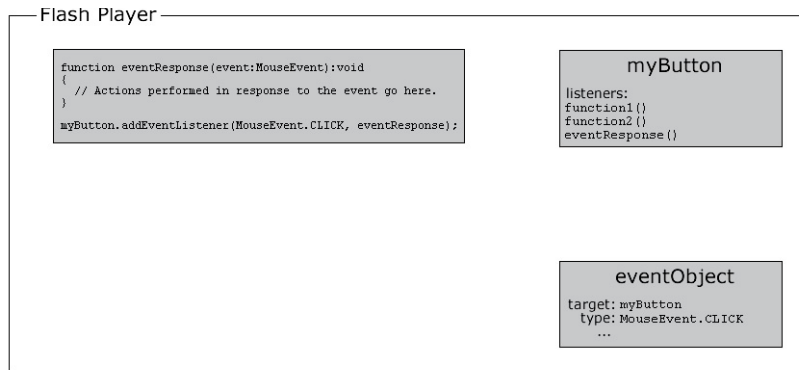 Flash Player
function eventResponse(event:MouseEvent):void
{
// Actions performed in response to the event go here.
}
myButton.addEventListener(MouseEvent.CLICK, eventResponse);
myButton
listeners:
function1()
function2()
eventResponse()
eventObject
target: myButton
type: MouseEvent.CLICK
...